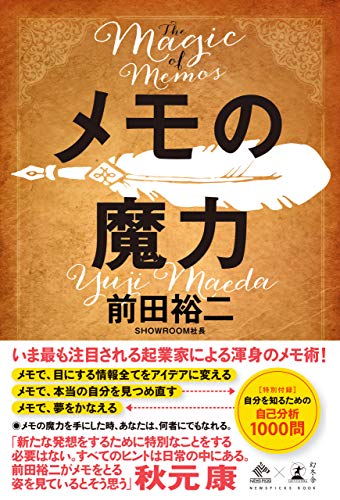 The
Magic
of
Memos
メモの
魔力
Yuji Maeda
前田裕二
SHOWROOM社長
いま最も注目される起業家による渾身のメモ術!
メモで、目にする情報全てをアイデアに変える
メモで、本当の自分を見つめ直す
メモで、夢をかなえる
◉メモの魔力を手にした時、あなたは、何者にでもなれる。
「新たな発想をするために特別なことをする
必要はない。すべてのヒントは日常の中にある。
前田裕二がメモをとる
姿を見ているとそう思う」秋元 康
【特別付録】
自分を知るための
自己分析
1000問
NEWS PICKS
×
幻冬舎
NEWSPICKS BOOK